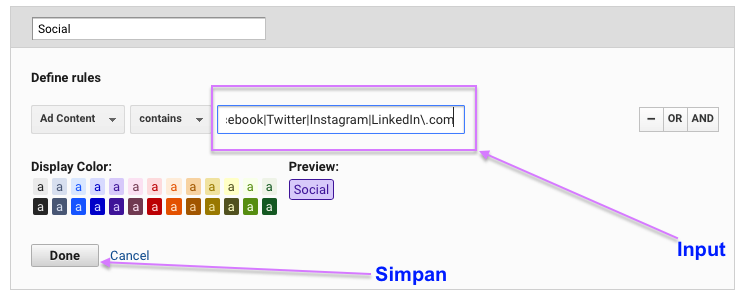 Social
Define rules
Ad Content contains :ebook|Twitter|Instagram|LinkedIn\.com − OR AND
Display Color: Preview:
a a a a a a a a a a a a a
Social
a a a a a a a a a a a a a
Input
Done Cancel
Simpan